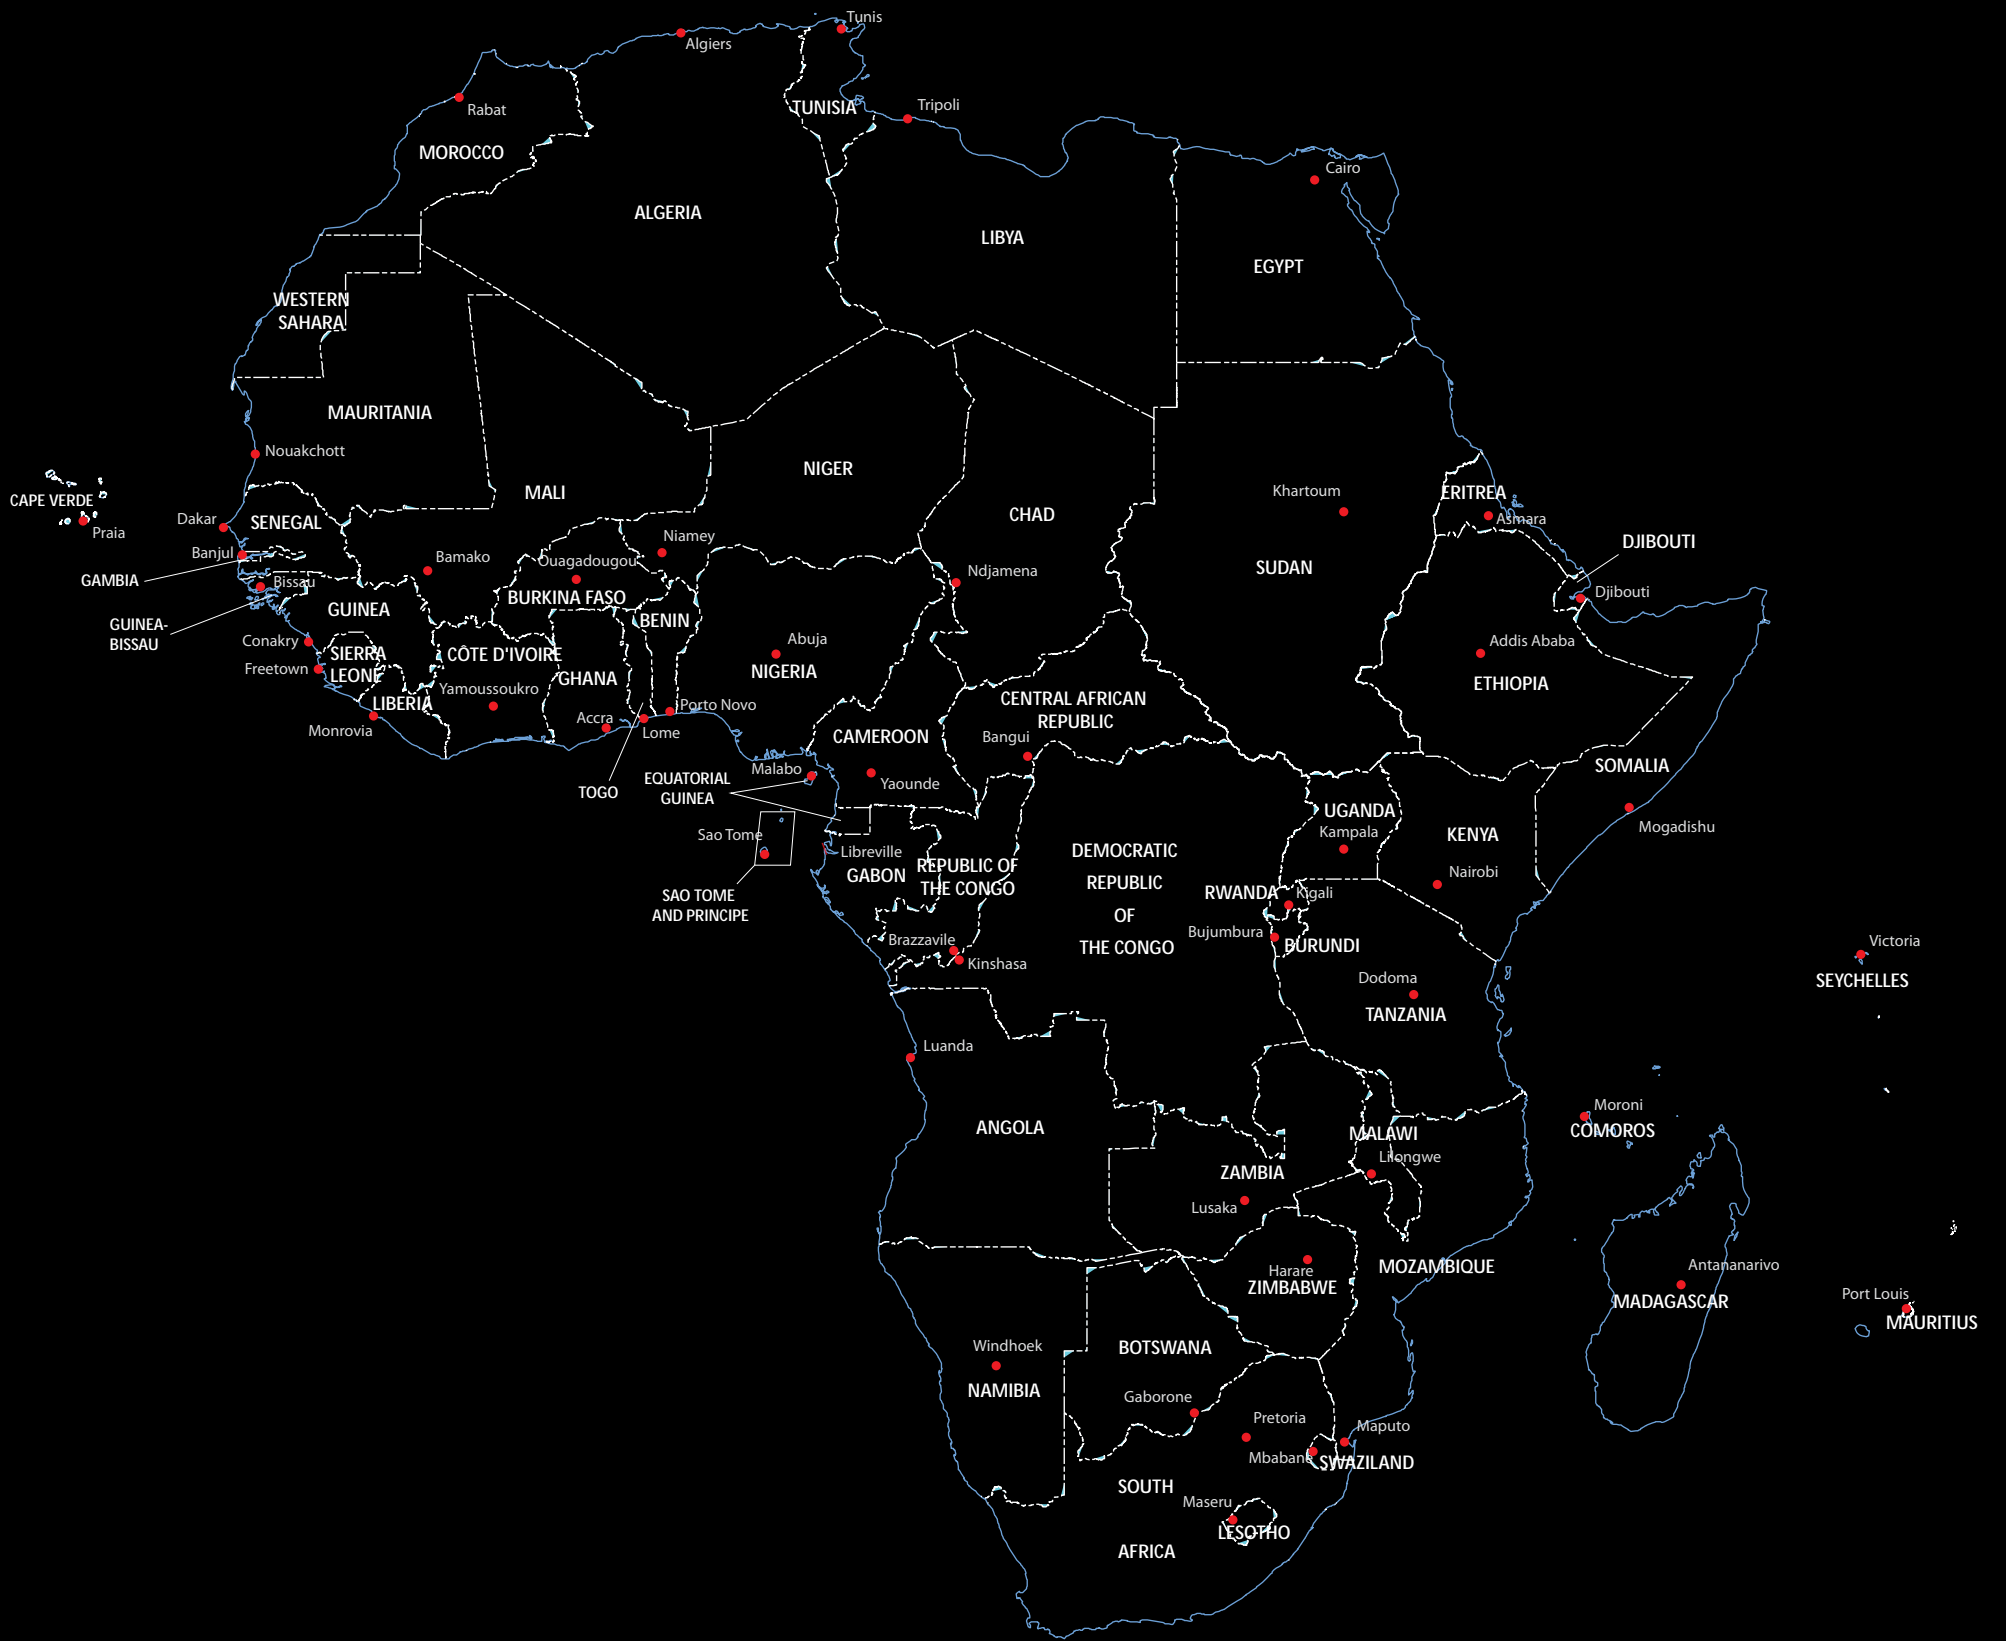 Tunis
Algiers
Rabat
Tripoli
TUNISIA
MOROCCO
Cairo
ALGERIA
LIBYA
EGYPT
WESTERN
SAHARA
MAURITANIA
Nouakchott
NIGER
MALI
CAPE VERDE
Praia
Dakar
SENEGAL
Banjul
GAMBIA
Bissau
GUINEA-
BISSAU
GUINEA
Bamako
Ouagadougou
BURKINA FASO
Niamey
BENIN
CHAD
Ndjamena
Khartoum
SUDAN
ERITREA
Asmara
DJIBOUTI
Djibouti
Addis Ababa
ETHIOPIA
Conakry
Freetown
SIERRA
LEONE
LIBERIA
Monrovia
CÔTE D'IVOIRE
Yamoussoukro
GHANA
Accra
Lome
TOGO
Porto Novo
Abuja
NIGERIA
CENTRAL AFRICAN
REPUBLIC
Bangui
CAMEROON
Yaounde
Malabo
EQUATORIAL
GUINEA
Sao Tome
SAO TOME
AND PRINCIPE
Libreville
GABON
REPUBLIC OF
THE CONGO
Brazzavile
Kinshasa
DEMOCRATIC
REPUBLIC
OF
THE CONGO
UGANDA
Kampala
KENYA
Nairobi
SOMALIA
Mogadishu
RWANDA
Kigali
Bujumbura
BURUNDI
Dodoma
TANZANIA
Victoria
SEYCHELLES
Luanda
ANGOLA
Moroni
COMOROS
MALAWI
Lilongwe
ZAMBIA
Lusaka
MOZAMBIQUE
Harare
ZIMBABWE
Antananarivo
MADAGASCAR
Port Louis
MAURITIUS
Windhoek
NAMIBIA
BOTSWANA
Gaborone
Pretoria
Maputo
Mbabane
SWAZILAND
SOUTH
AFRICA
Maseru
LESOTHO